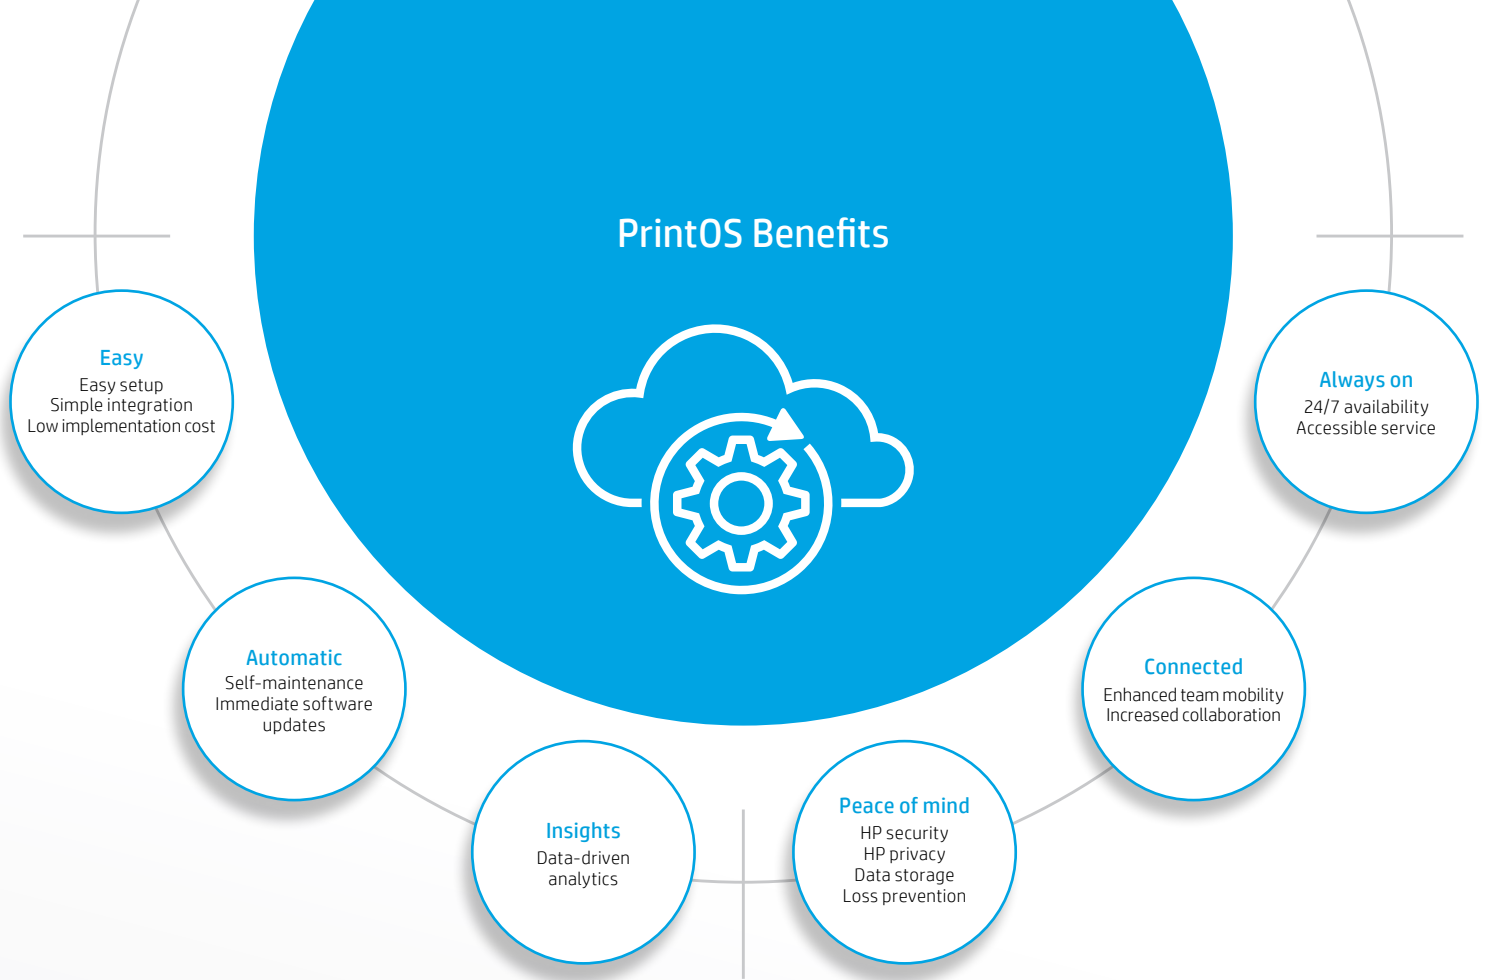 PrintOS Benefits
Easy
Easy setup
Simple integration
Low implementation cost
Automatic
Self-maintenance
Immediate software
updates
Insights
Data-driven
analytics
Peace of mind
HP security
HP privacy
Data storage
Loss prevention
Connected
Enhanced team mobility
Increased collaboration
Always on
24/7 availability
Accessible service